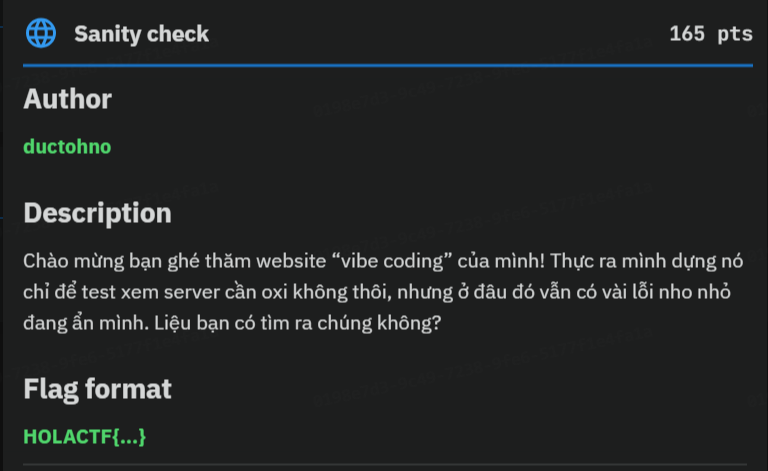 Sanity check
165 pts
Author
ductohno
Description
Chào mừng bạn ghé thăm website “vibe coding” của mình! Thực ra mình dựng nó
chỉ để test xem server cần oxi không thôi, nhưng ở đâu đó vẫn có vài lỗi nho nhỏ
đang ẩn mình. Liệu bạn có tìm ra chúng không?
Flag format
HOLACTF{...}